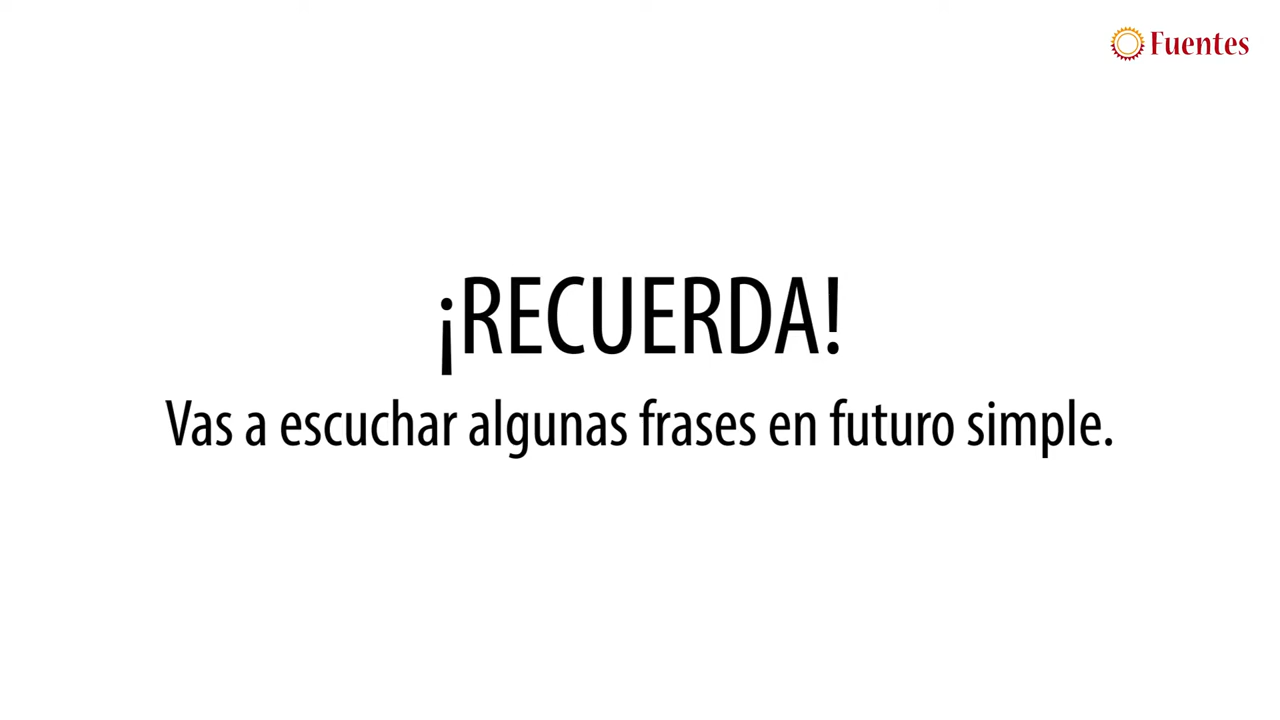 Fuentes
¡RECUERDA!
Vas a escuchar algunas frases en futuro simple.